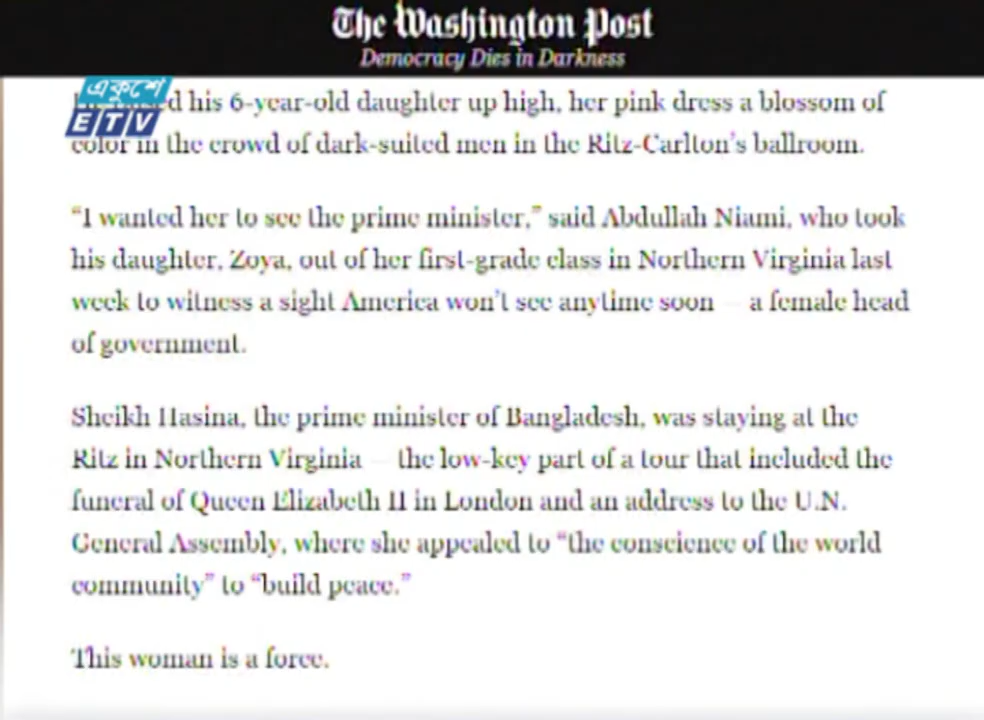 The Washington Post
Democracy Dies in Darkness
একুশে
ETV
his 6-year-old daughter up high, her pink dress a blossom of
color in the crowd of dark-suited men in the Ritz-Carlton's ballroom.
“I wanted her to see the prime minister,” said Abdullah Niami, who took
his daughter, Zoya, out of her first-grade class in Northern Virginia last
week to witness a sight America won't see anytime soon — a female head
of government.
Sheikh Hasina, the prime minister of Bangladesh, was staying at the
Ritz in Northern Virginia — the low-key part of a tour that included the
funeral of Queen Elizabeth II in London and an address to the U.N.
General Assembly, where she appealed to “the conscience of the world
community” to “build peace.”
This woman is a force.